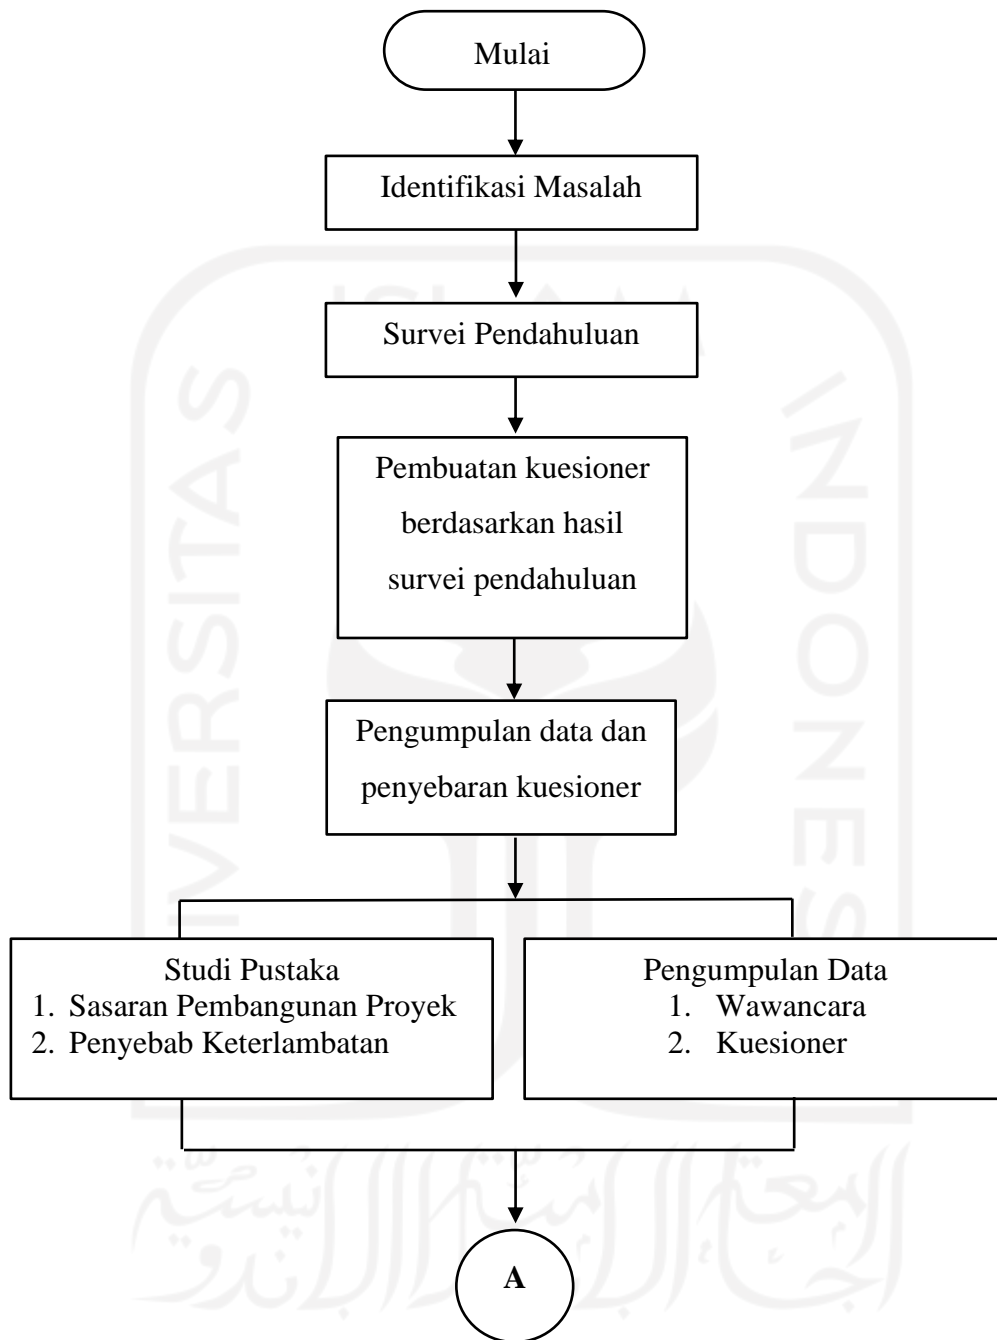 Mulai
Identifikasi Masalah
Survei Pendahuluan
Pembuatan kuesioner
berdasarkan hasil
survei pendahuluan
Pengumpulan data dan
penyebaran kuesioner
Studi Pustaka
1. Sasaran Pembangunan Proyek
2. Penyebab Keterlambatan
Pengumpulan Data
1. Wawancara
2. Kuesioner
A